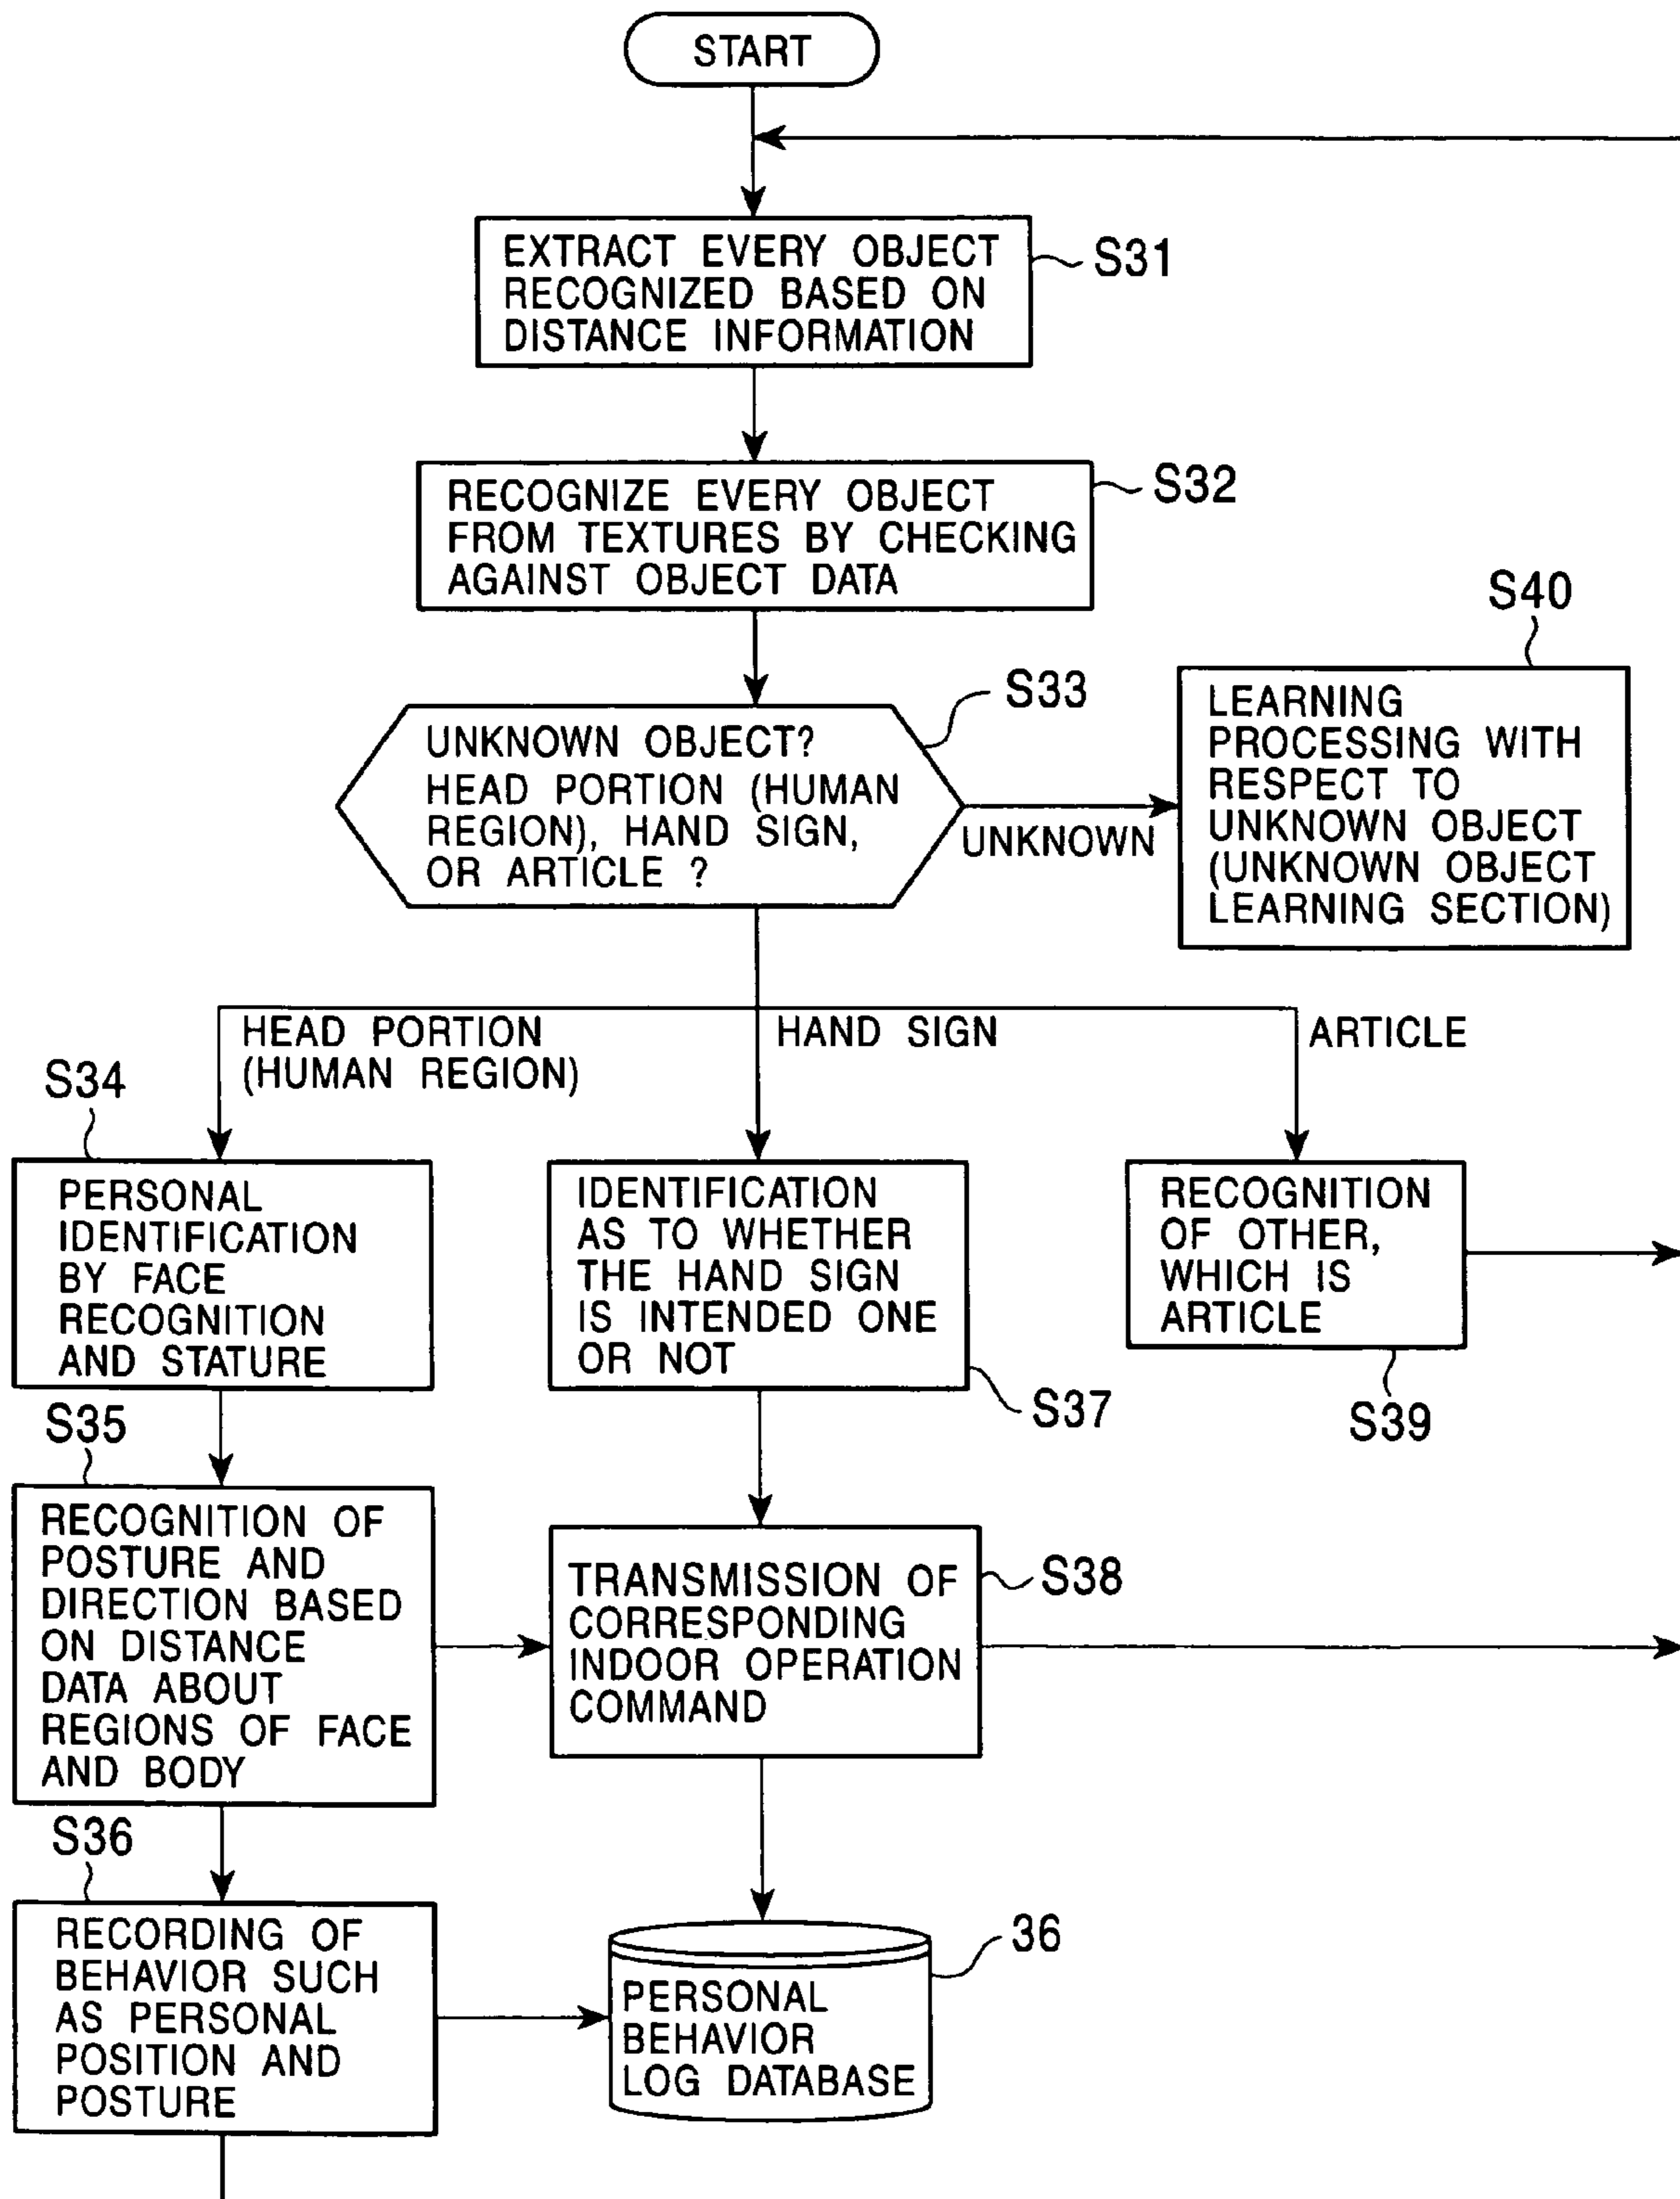 START
EXTRACT EVERY OBJECT
RECOGNIZED BASED ON
DISTANCE INFORMATION
S31
RECOGNIZE EVERY OBJECT
FROM TEXTURES BY CHECKING
AGAINST OBJECT DATA
S32
S33
UNKNOWN OBJECT?
HEAD PORTION (HUMAN
REGION), HAND SIGN,
OR ARTICLE ?
UNKNOWN
S40
LEARNING
PROCESSING WITH
RESPECT TO
UNKNOWN OBJECT
(UNKNOWN OBJECT
LEARNING SECTION)
HEAD PORTION
(HUMAN REGION)
HAND SIGN
ARTICLE
S34
PERSONAL
IDENTIFICATION
BY FACE
RECOGNITION
AND STATURE
IDENTIFICATION
AS TO WHETHER
THE HAND SIGN
IS INTENDED ONE
OR NOT
S37
RECOGNITION
OF OTHER,
WHICH IS
ARTICLE
S39
S35
RECOGNITION OF
POSTURE AND
DIRECTION BASED
ON DISTANCE
DATA ABOUT
REGIONS OF FACE
AND BODY
TRANSMISSION OF
CORRESPONDING
INDOOR OPERATION
COMMAND
S38
S36
RECORDING OF
BEHAVIOR SUCH
AS PERSONAL
POSITION AND
POSTURE
36
PERSONAL
BEHAVIOR
LOG DATABASE